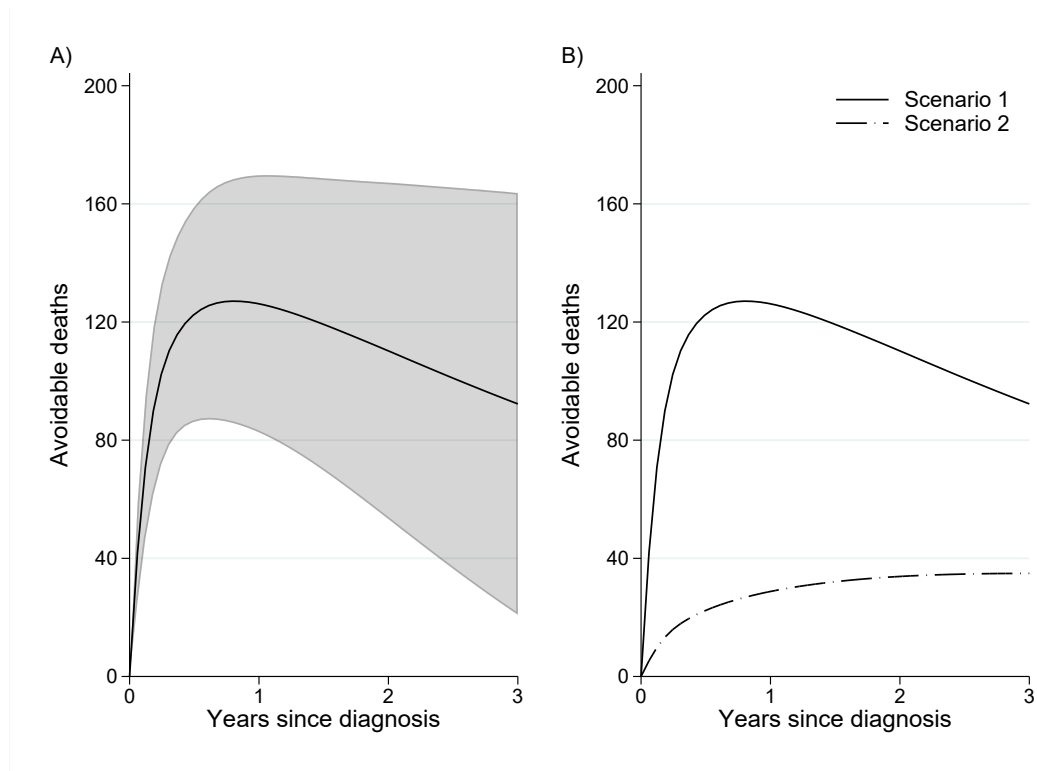 A)
200
160
120
80
40
0
0 1 2 3
Avoidable deaths
Years since diagnosis
B)
Scenario 1
Scenario 2
200
160
120
80
40
0
0 1 2 3
Avoidable deaths
Years since diagnosis